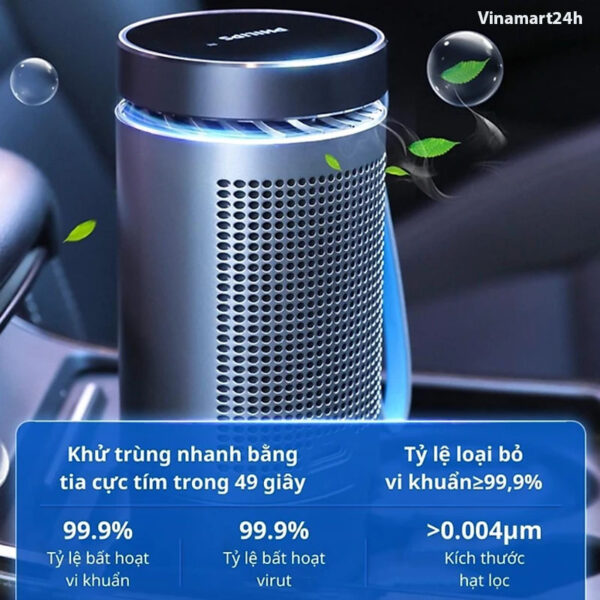 Vinamart24h
PHILIPS
Khử trùng nhanh bằng
tia cực tím trong 49 giây
Tỷ lệ loại bỏ
vi khuẩn≥99,9%
99.9%
Tỷ lệ bất hoạt
vi khuẩn
99.9%
Tỷ lệ bất hoạt
virut
>0.004μm
Kích thước
hạt lọc